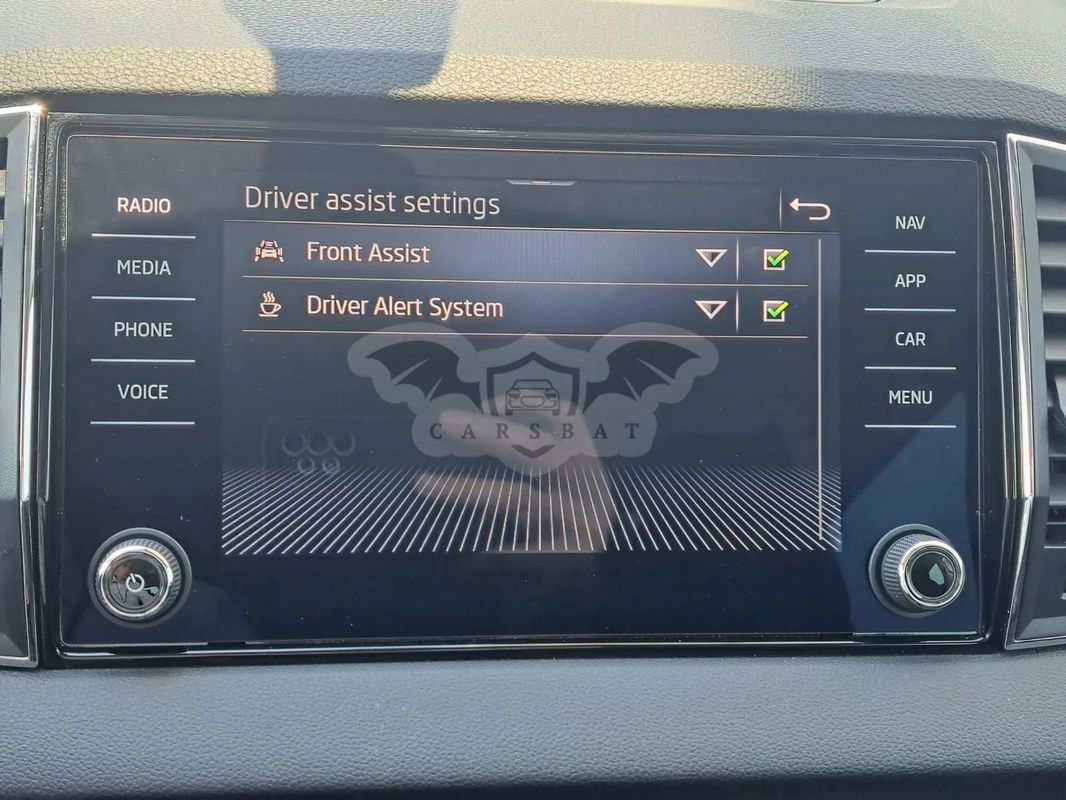 Driver assist settings
RADIO
NAV
Front Assist
MEDIA
APP
Driver Alert System
PHONE
CAR
VOICE
MENU
CARSBAT